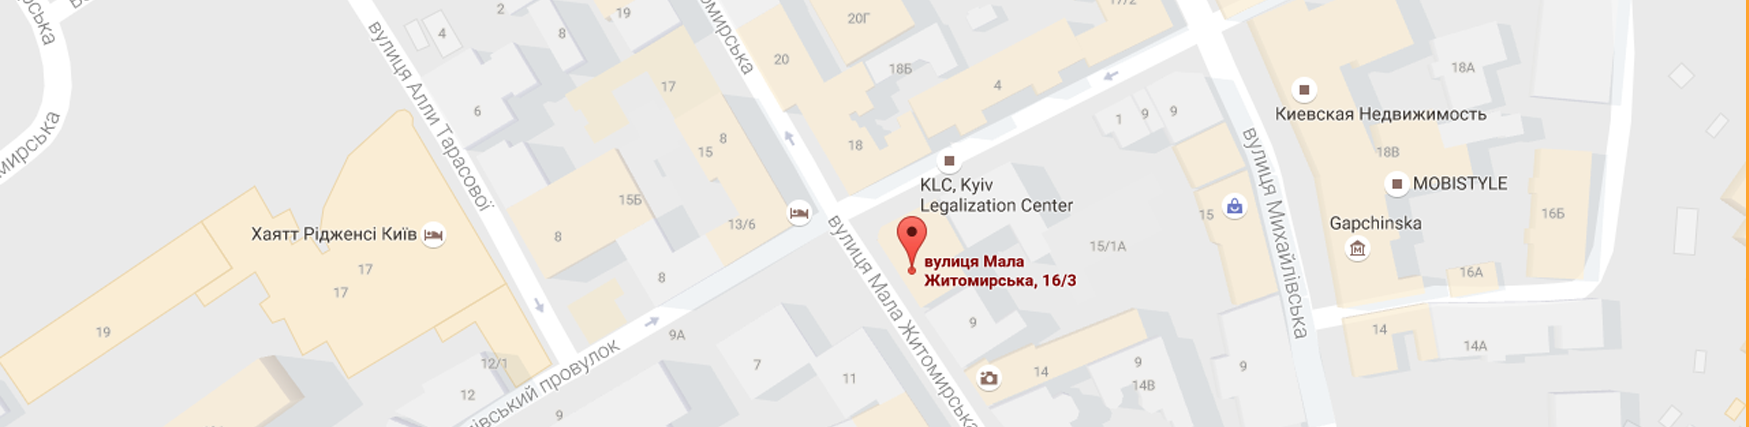 ська
2
19
20Г
17/2
4
8
омирська
20
18Б
18А
вулиця Алли Тарасової
17
4
Киевская Недвижимость
6
1
9
9
мирська
8
15
18
18В
KLC, Kyiv
Legalization Center
MOBISTYLE
вулиця Михайлівська
15Б
15
16Б
Хаятт Рідженсі Київ
8
13/6
Gapchinska
15/1А
17
вулиця Мала
Житомирська, 16/3
17
8
16А
вулиця Мала Житомирська
19
9А
9
14
14А
12/1
7
11
14
9
9
12
14В
івський провулок
9